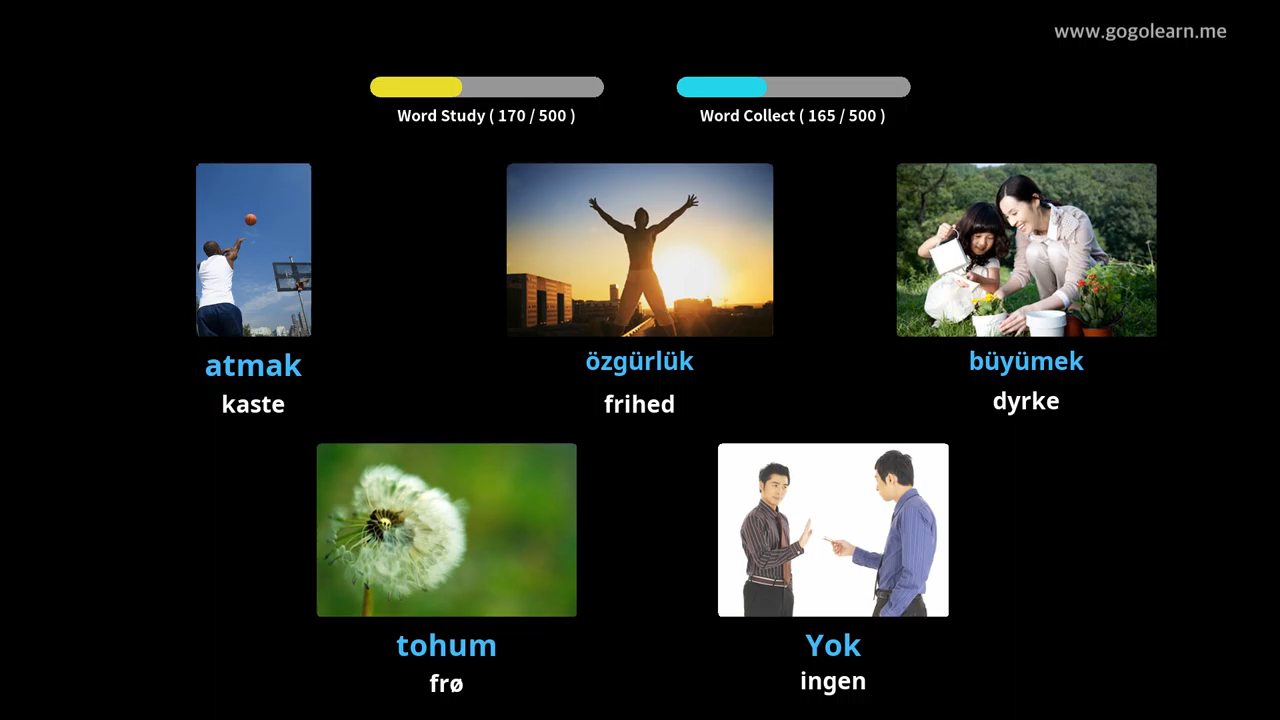 www.gogolearn.me
Word Study ( 170 / 500 )
Word Collect ( 165 / 500 )
atmak
kaste
özgürlük
frihed
büyümek
dyrke
tohum
frø
Yok
ingen